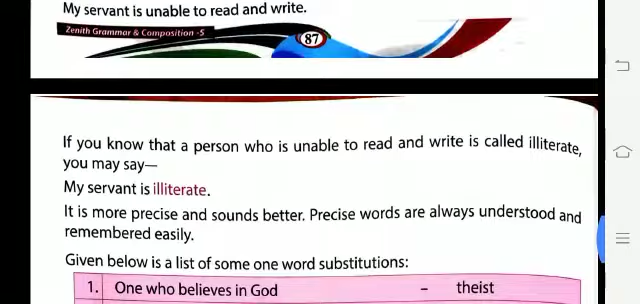 My servant is unable to read and write.
Zenith Grammar & Composition -5
87
If you know that a person who is unable to read and write is called illiterate,
you may say—
My servant is illiterate.
It is more precise and sounds better. Precise words are always understood and
remembered easily.
Given below is a list of some one word substitutions:
1. One who believes in God – theist